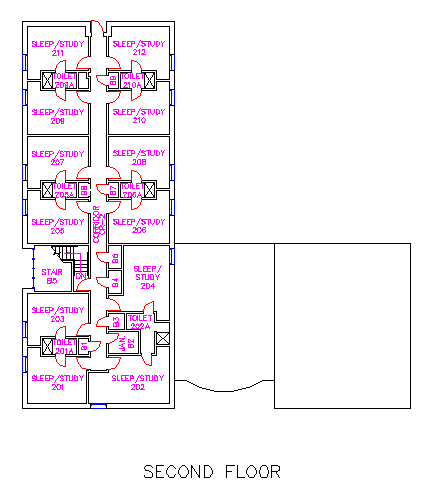 SLEEP/STUDY
211
SLEEP/STUDY
212
TOILET
209A
B9
TOILET
210A
SLEEP/STUDY
209
SLEEP/STUDY
210
SLEEP/STUDY
207
SLEEP/STUDY
208
TOILET
205A
B8
B7
TOILET
206A
SLEEP/STUDY
205
CORRIDOR
CR-2
SLEEP/STUDY
206
STAIR
B5
B6
SLEEP/
STUDY
204
B4
SLEEP/STUDY
203
B3
TOILET
202A
TOILET
201A
B1
JAN.
B2
SLEEP/STUDY
201
SLEEP/STUDY
202
SECOND FLOOR